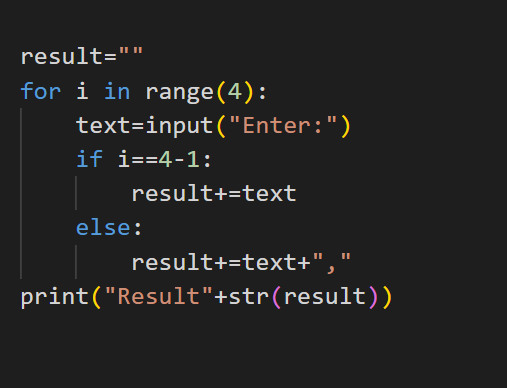 result=""
for i in range(4):
    text=input("Enter:")
    if i==4-1:
        result+=text
    else:
        result+=text+","
print("Result"+str(result))